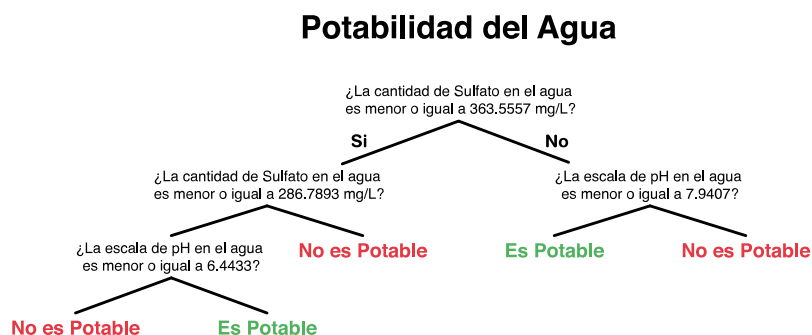 Potabilidad del Agua
¿La cantidad de Sulfato en el agua
es menor o igual a 363.5557 mg/L?
Si
No
¿La cantidad de Sulfato en el agua
es menor o igual a 286.7893 mg/L?
¿La escala de pH en el agua
es menor o igual a 7.9407?
¿La escala de pH en el agua
es menor o igual a 6.4433?
No es Potable
Es Potable
No es Potable
No es Potable
Es Potable